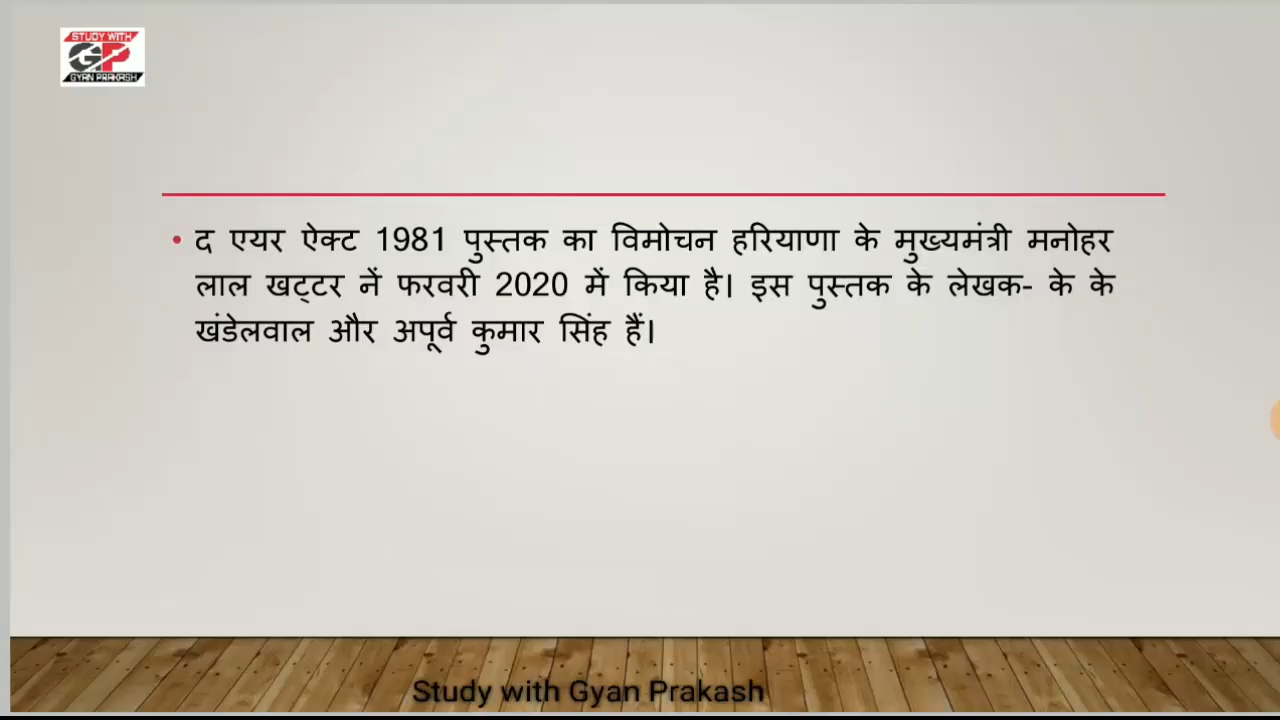 STUDY WITH
GP
GYAN PRAKASH
• द एयर ऐक्ट 1981 पुस्तक का विमोचन हरियाणा के मुख्यमंत्री मनोहर
लाल खट्टर नें फरवरी 2020 में किया है। इस पुस्तक के लेखक- के के
खंडेलवाल और अपूर्व कुमार सिंह हैं।
Study with Gyan Prakash